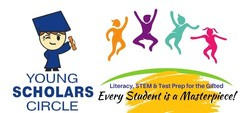 YOUNG
SCHOLARS
CIRCLE
Literacy, STEM & Test Prep for the Gifted
Every Student is a Masterpiece!